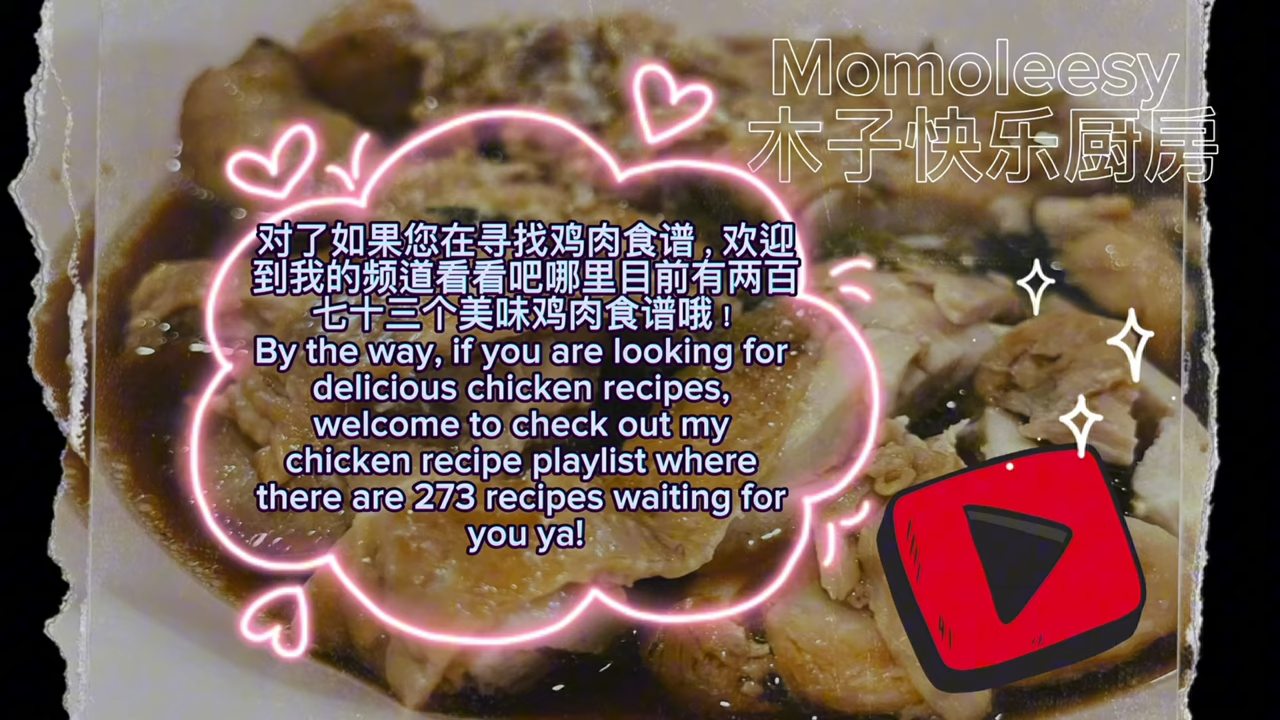 Momoleesy
木子快乐厨房
对了如果您在寻找鸡肉食谱，欢迎
到我的频道看看吧哪里目前有两百
七十三个美味鸡肉食谱哦！
By the way, if you are looking for
delicious chicken recipes,
welcome to check out my
chicken recipe playlist where
there are 273 recipes waiting for
you ya!